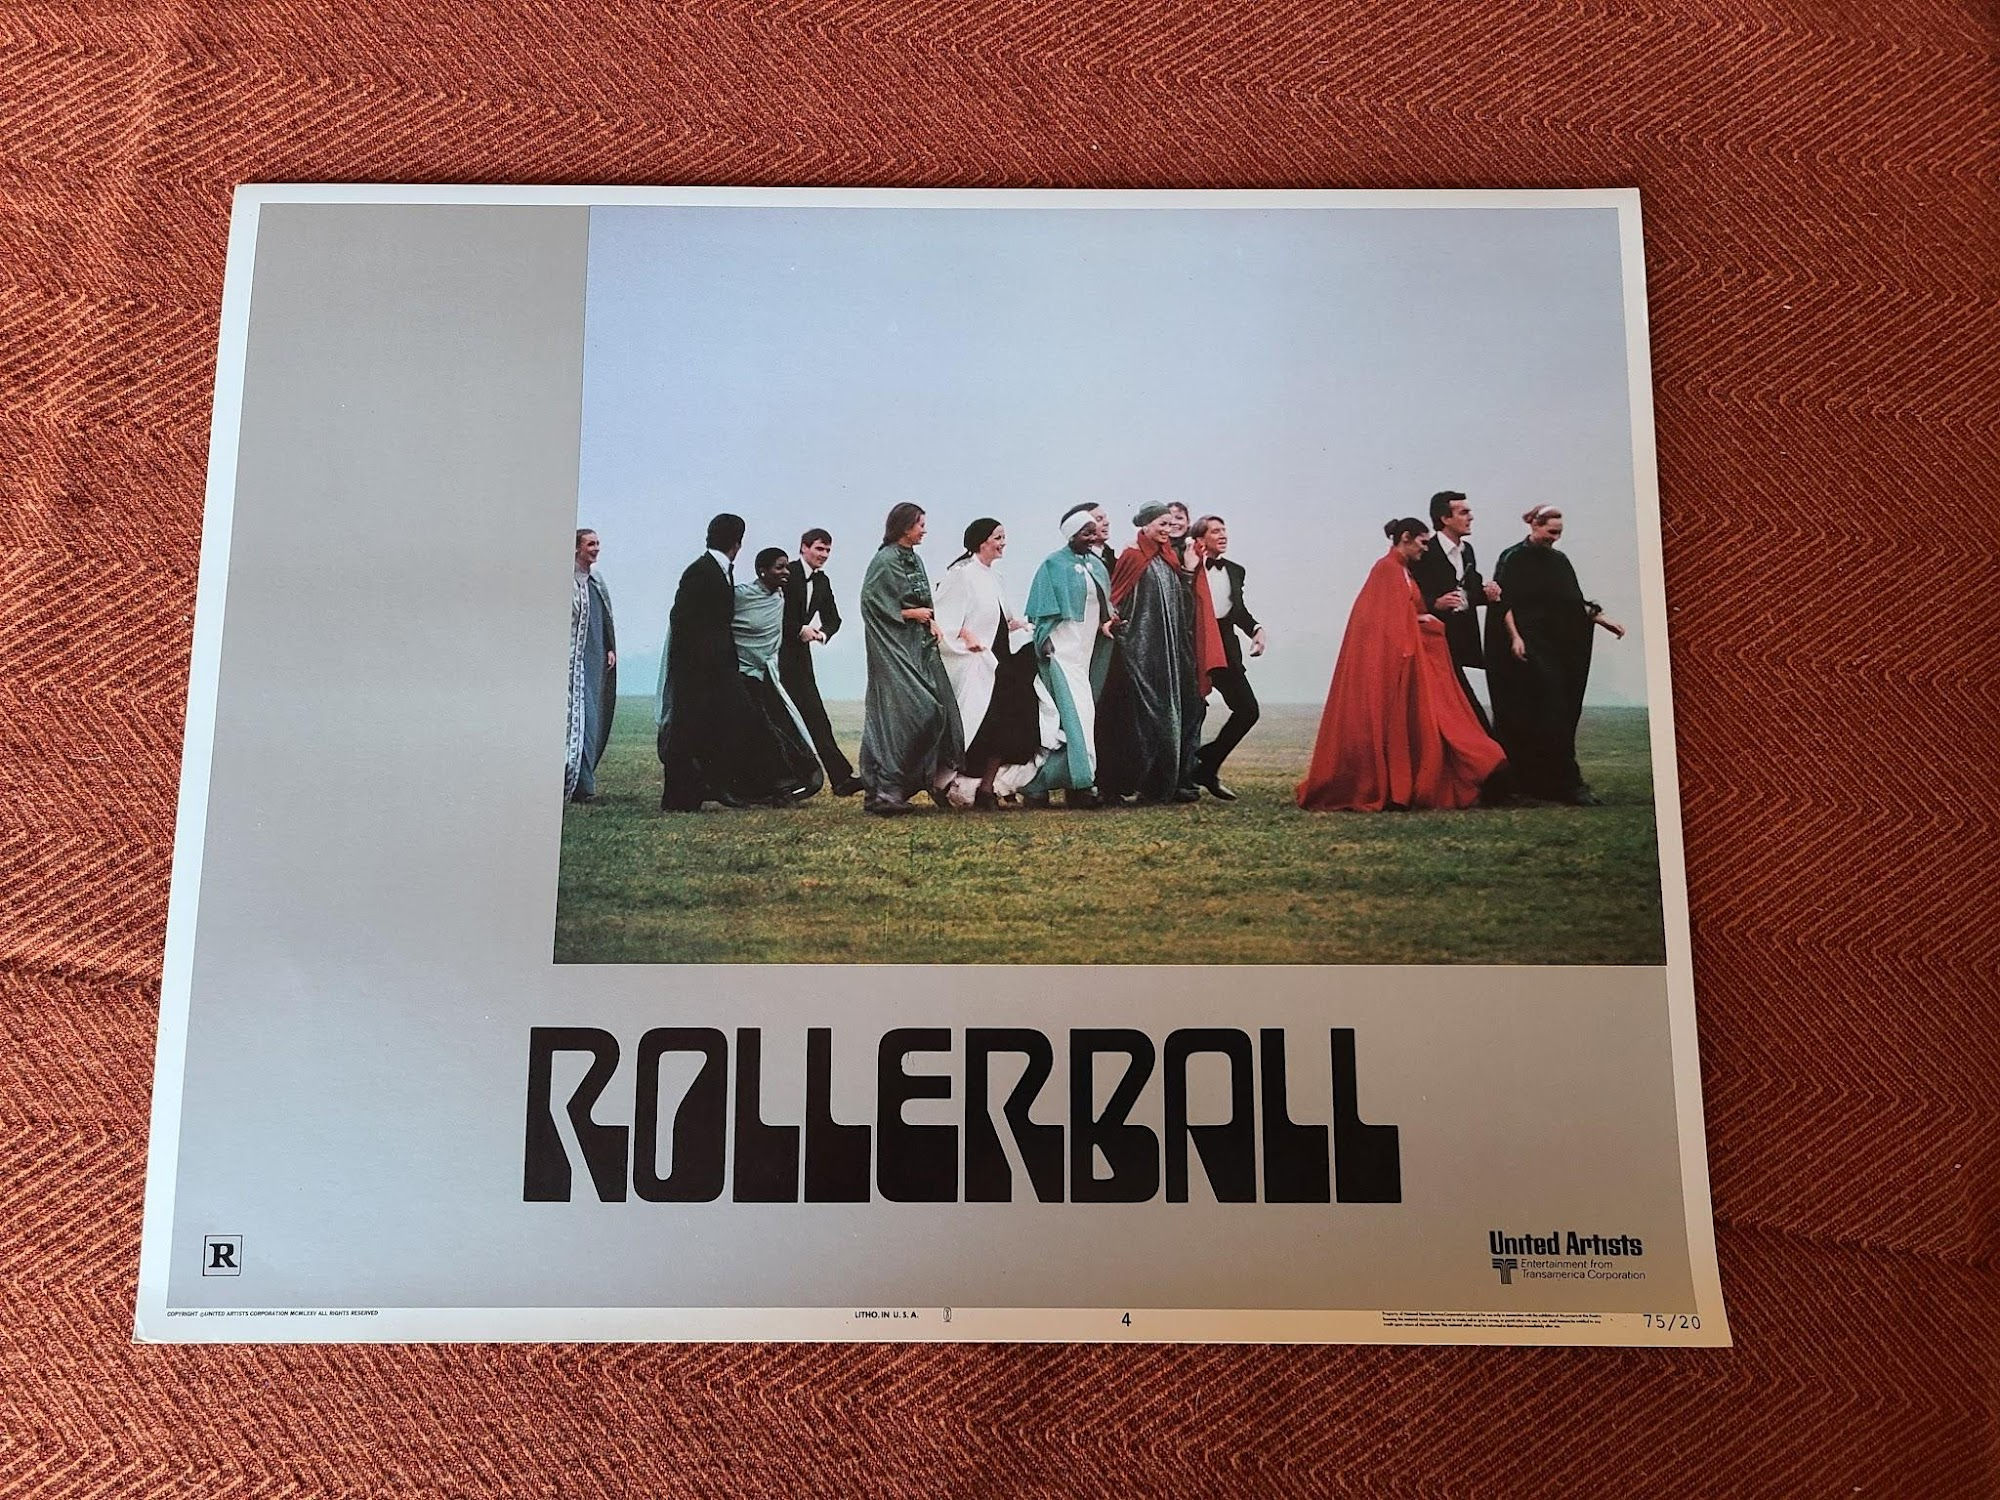 ROLLERBALL
R
United Artists
Entertainment from
Transamerica Corporation
COPYRIGHT © UNITED ARTISTS CORPORATION MCMLXXV ALL RIGHTS RESERVED
LITHO. IN U. S. A.
4
75/20